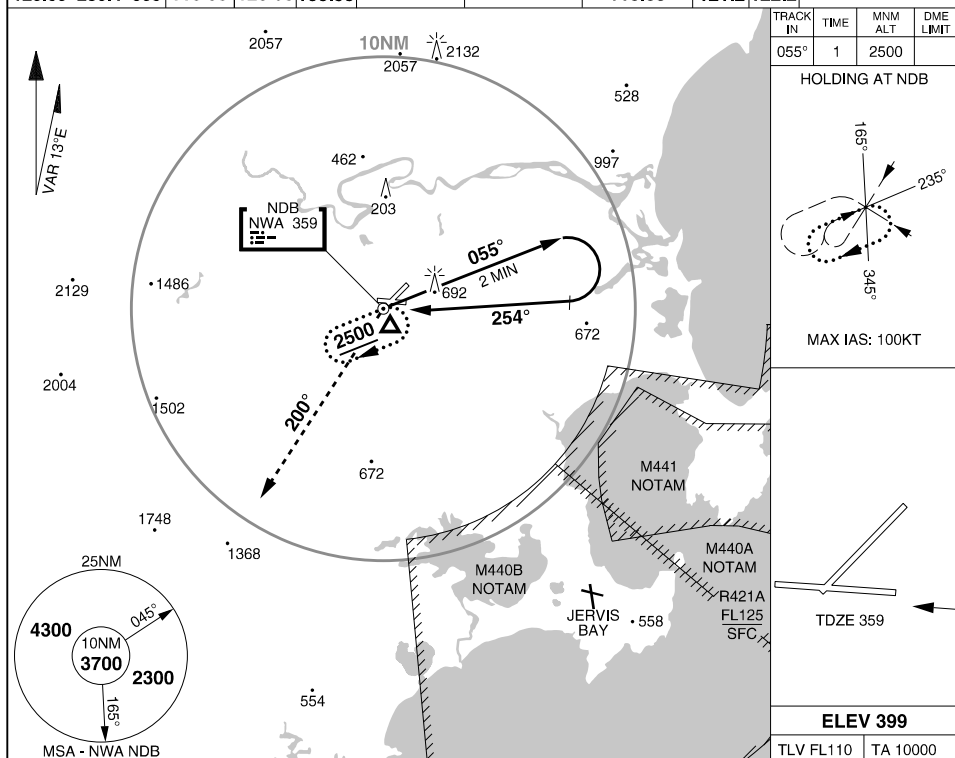 TRACK IN
TIME
MNM ALT
DME LIMIT
055°
1
2500
HOLDING AT NDB
165°
235°
345°
MAX IAS: 100KT
TDZE 359
ELEV 399
TLV FL110
TA 10000
VAR 13°E
10NM
2057
2057
2132
528
462
997
203
NDB
NWA 359
055°
2 MIN
692
254°
672
2500
200°
1486
2129
2004
1502
672
1748
1368
M441
NOTAM
M440A
NOTAM
M440B
NOTAM
R421A
FL125
SFC
JERVIS
BAY
558
554
25NM
4300
045°
10NM
3700
2300
165°
MSA - NWA NDB